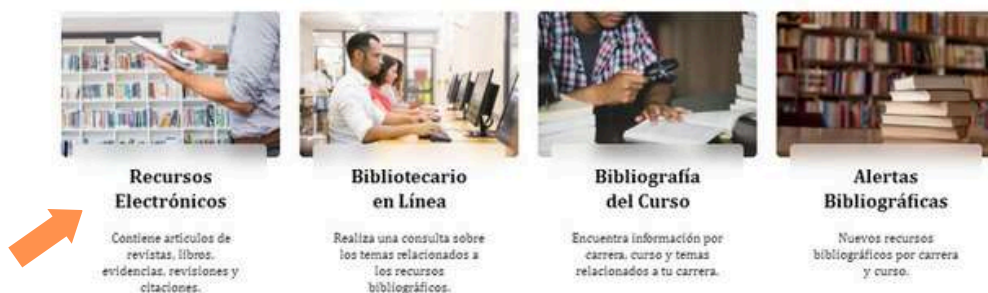 Recursos
Electrónicos
Contiene articulos de
revistas, libros,
evidencias, revisiones y
citaciones.
Bibliotecario
en Línea
Realiza una consulta sobre
los temas relacionados a
los recursos
bibliográficos.
Bibliografía
del Curso
Encuentra información por
carrera, curso y temas
relacionados a tu carrera.
Alertas
Bibliográficas
Nuevos recursos
bibliográficos por carrera
y curso.